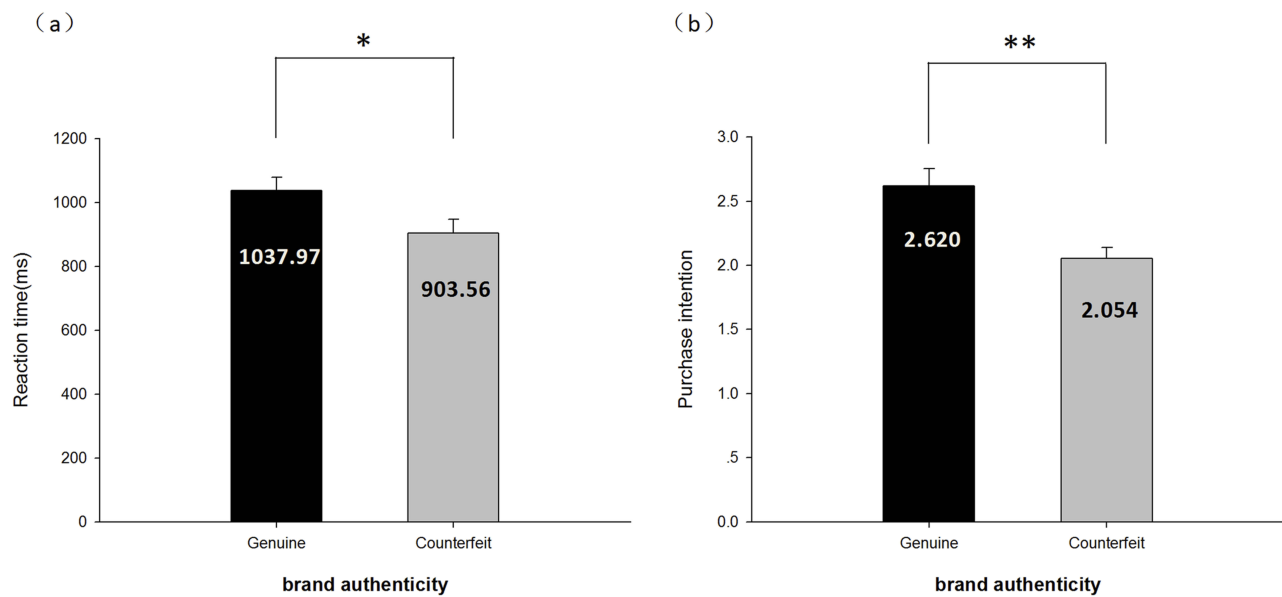 （a）
*
1200
1000
800
600
400
200
0
Reaction time(ms)
1037.97
903.56
Genuine
Counterfeit
brand authenticity
（b）
**
3.0
2.5
2.0
1.5
1.0
.5
0.0
Purchase intention
2.620
2.054
Genuine
Counterfeit
brand authenticity